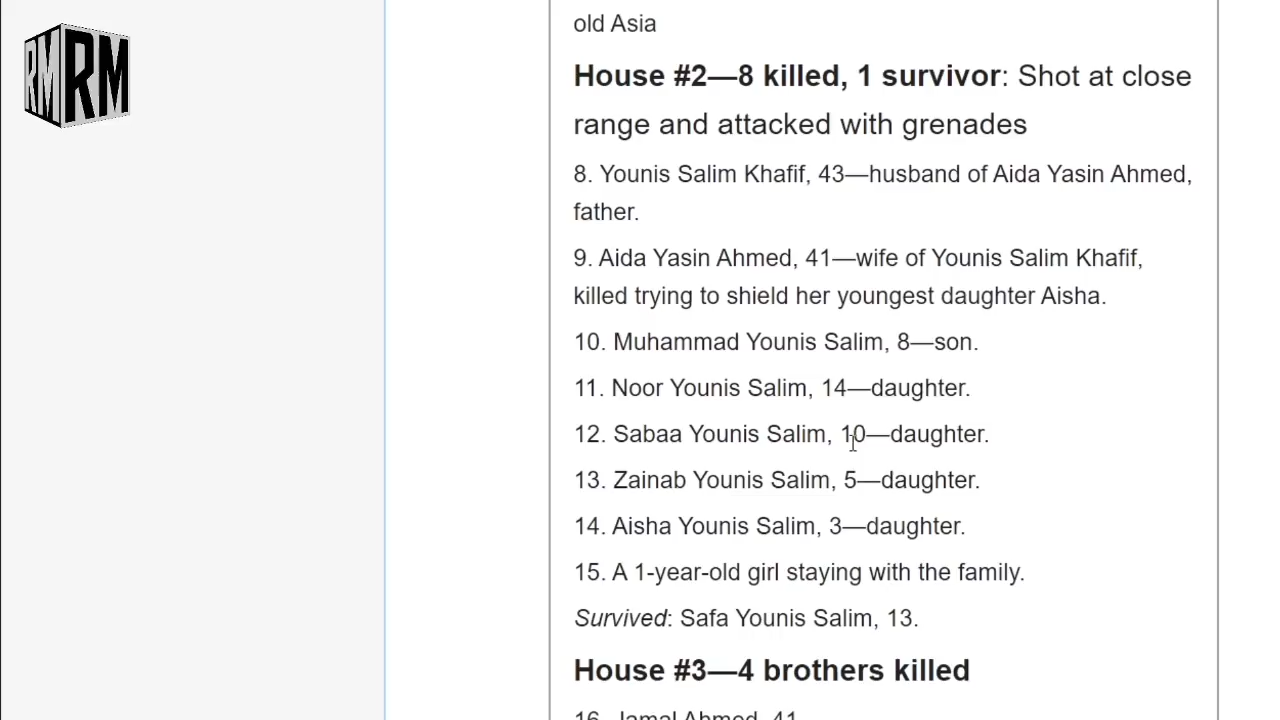 RM RM
old Asia
House #2—8 killed, 1 survivor: Shot at close
range and attacked with grenades
8. Younis Salim Khafif, 43—husband of Aida Yasin Ahmed,
father.
9. Aida Yasin Ahmed, 41—wife of Younis Salim Khafif,
killed trying to shield her youngest daughter Aisha.
10. Muhammad Younis Salim, 8—son.
11. Noor Younis Salim, 14—daughter.
12. Sabaa Younis Salim, 10—daughter.
13. Zainab Younis Salim, 5—daughter.
14. Aisha Younis Salim, 3—daughter.
15. A 1-year-old girl staying with the family.
Survived: Safa Younis Salim, 13.
House #3—4 brothers killed
16. Jamal Ahmed, 41